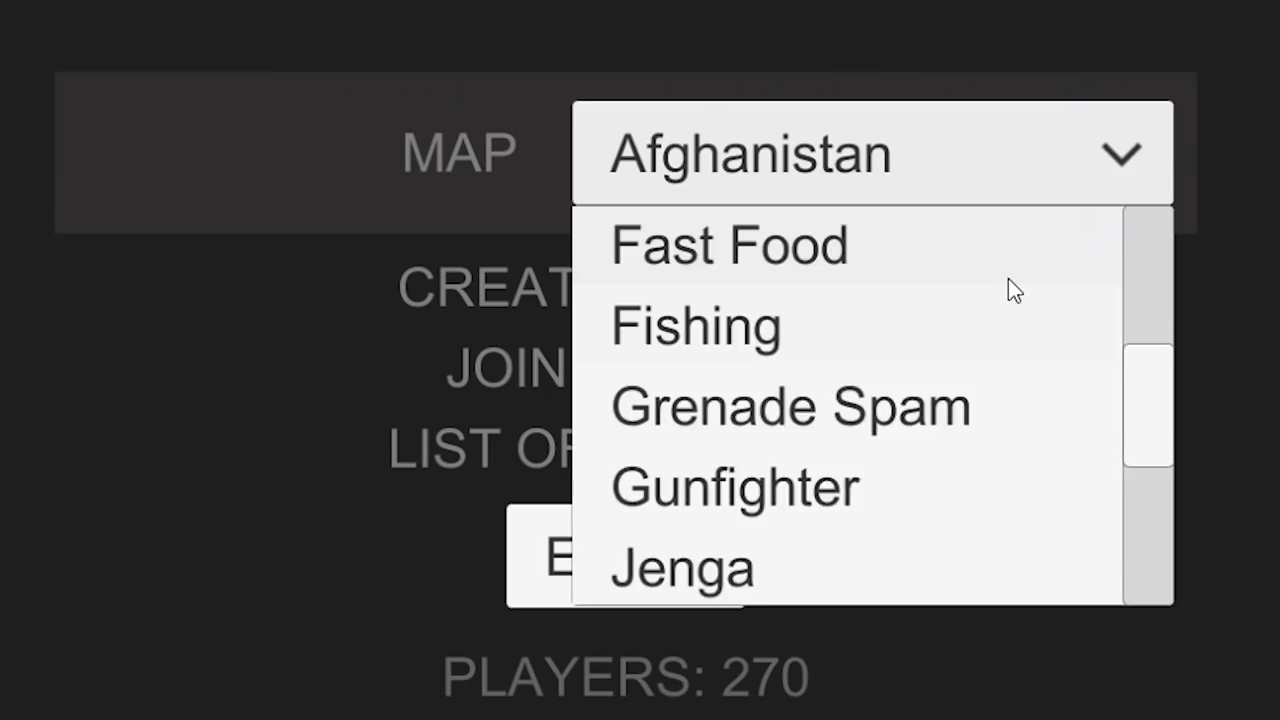 MAP Afghanistan
Fast Food
CREAT
Fishing
JOIN
Grenade Spam
LIST OF
Gunfighter
E
Jenga
PLAYERS: 270